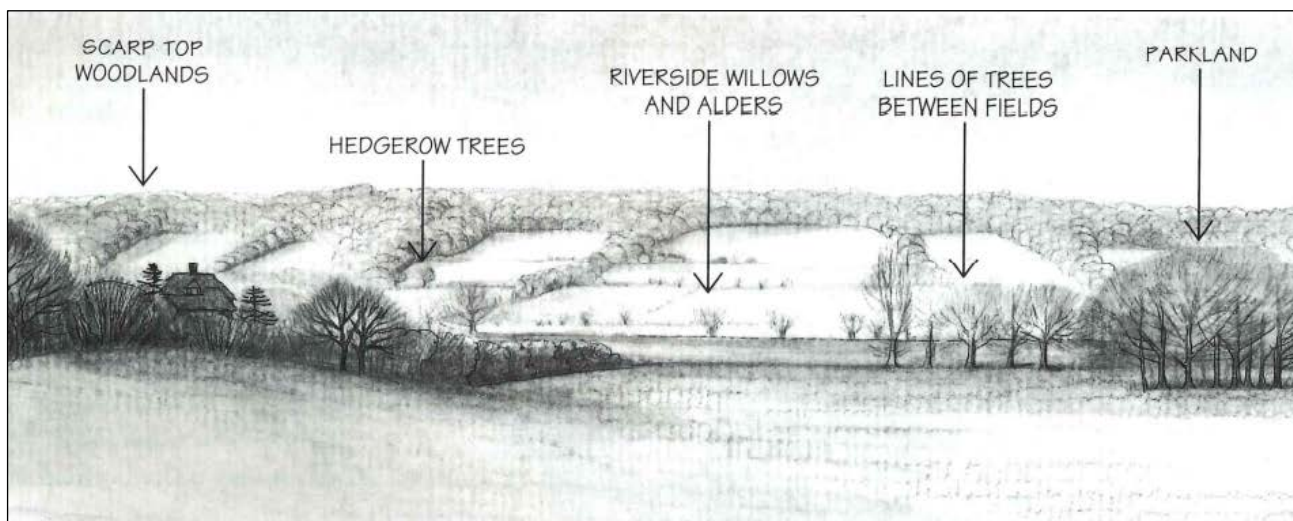 SCARP TOP
WOODLANDS
HEDGEROW TREES
RIVERSIDE WILLOWS
AND ALDERS
LINES OF TREES
BETWEEN FIELDS
PARKLAND